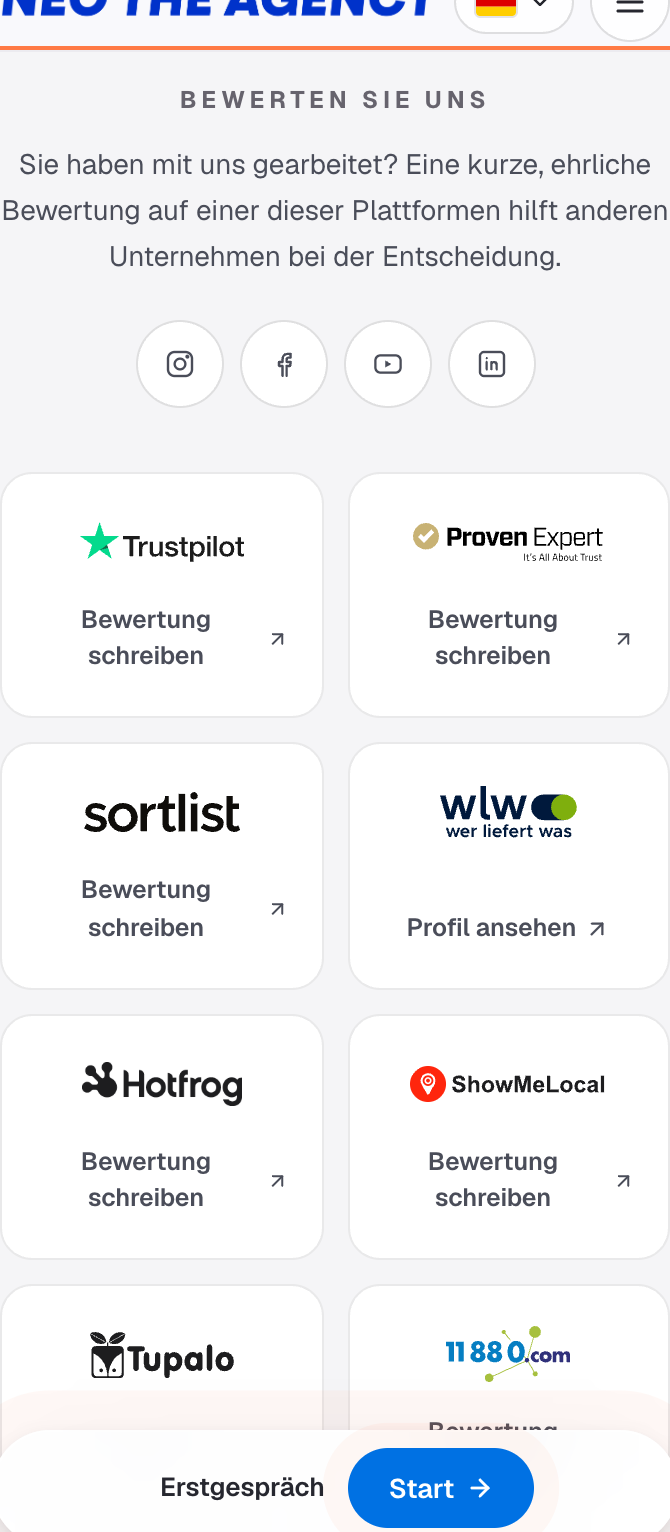 NEO THE AGENCY
BEWERTEN SIE UNS
Sie haben mit uns gearbeitet? Eine kurze, ehrliche
Bewertung auf einer dieser Plattformen hilft anderen
Unternehmen bei der Entscheidung.
Trustpilot
Bewertung
schreiben
Proven Expert
It's All About Trust
Bewertung
schreiben
sortlist
Bewertung
schreiben
wlw
wer liefert was
Profil ansehen
Hotfrog
Bewertung
schreiben
ShowMeLocal
Bewertung
schreiben
Tupalo
11880.com
Bewertung
Erstgespräch
Start